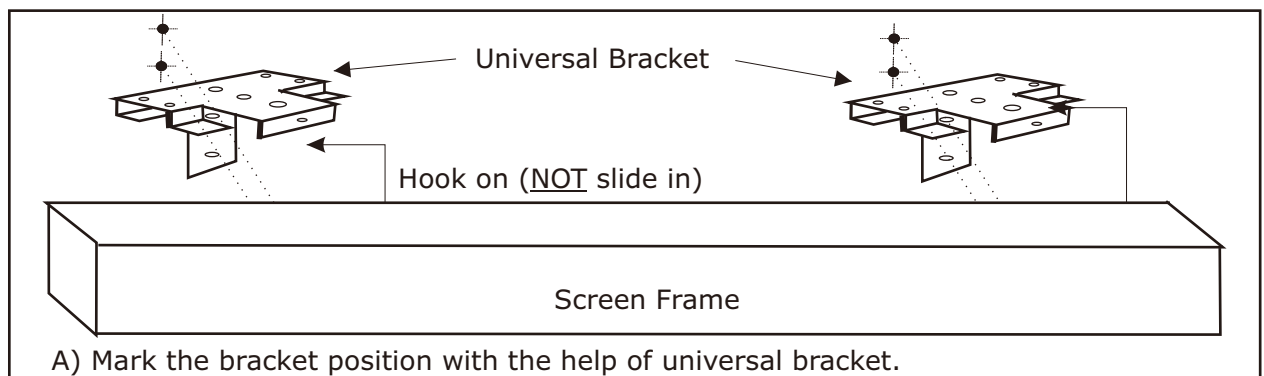 Universal Bracket
Hook on (NOT slide in)
Screen Frame
A) Mark the bracket position with the help of universal bracket.